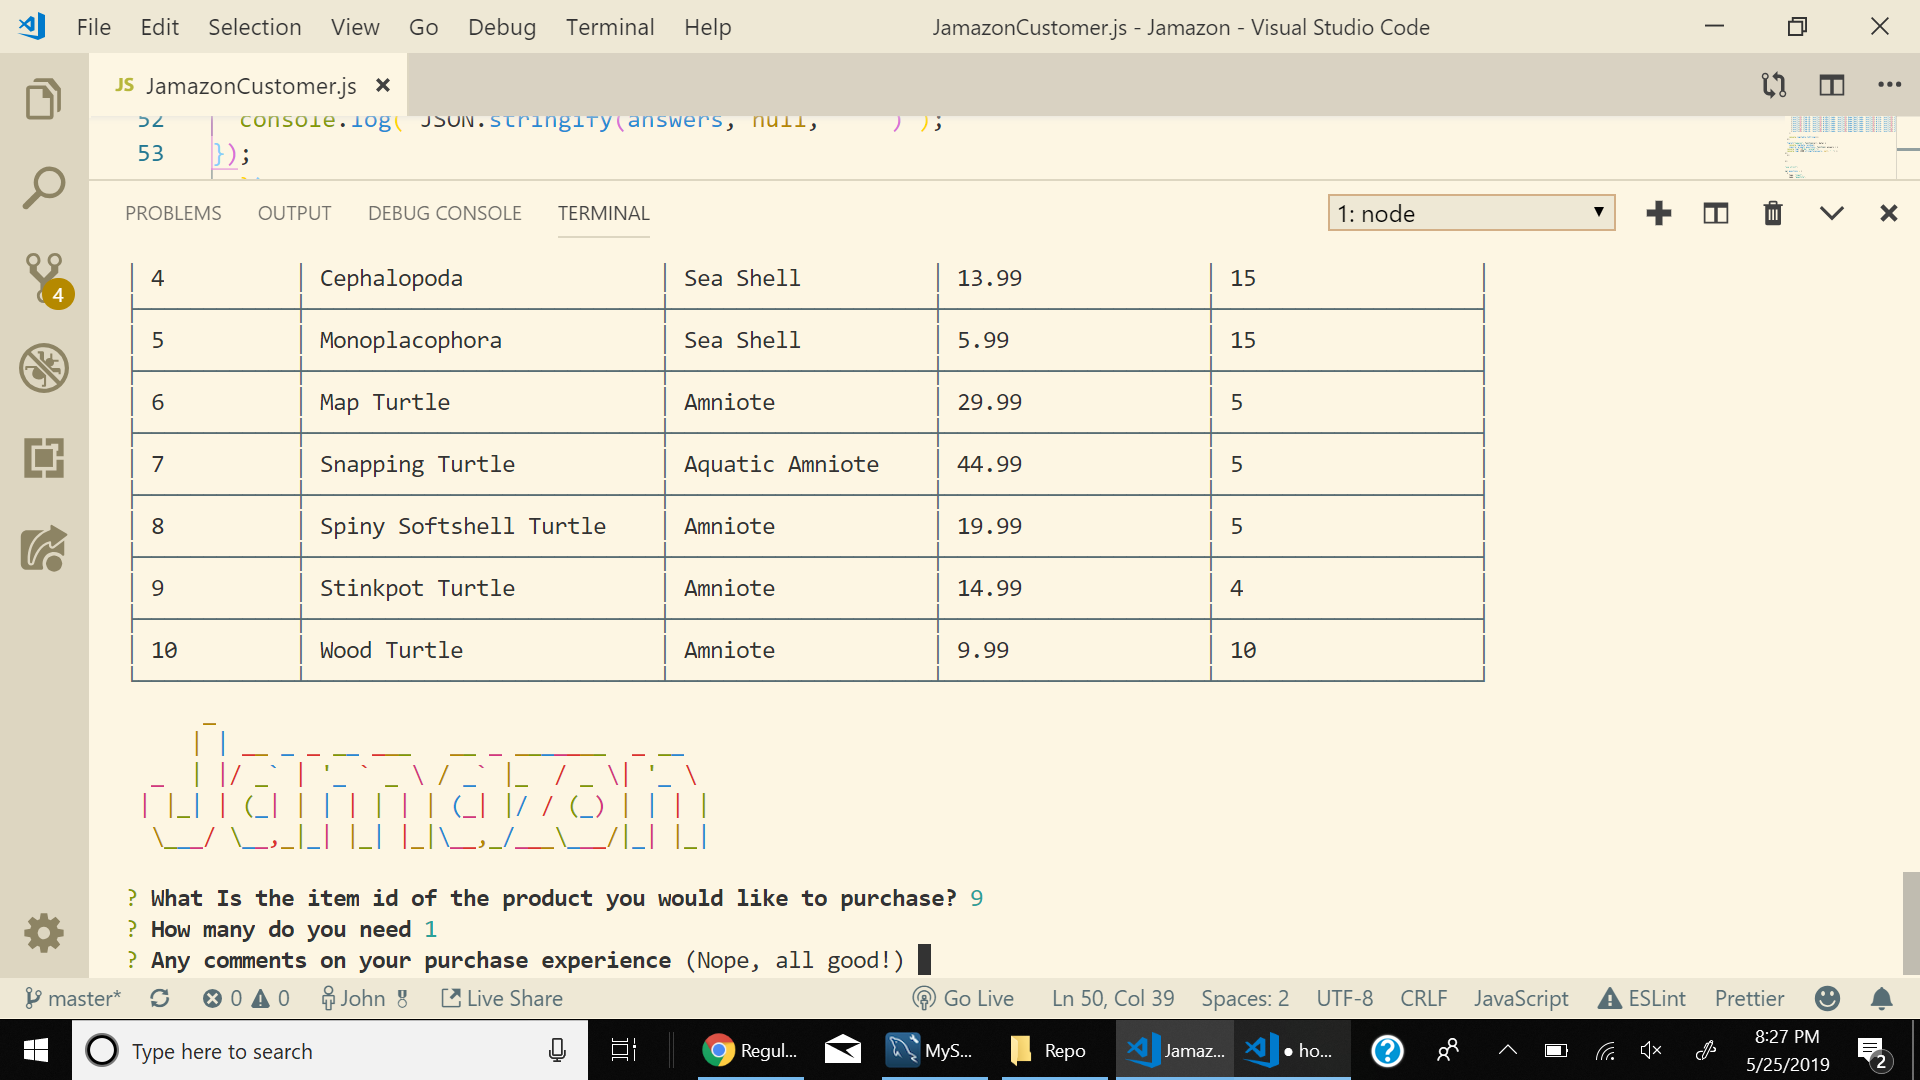 File Edit Selection View Go Debug Terminal Help JamazonCustomer.js - Jamazon - Visual Studio Code
JS JamazonCustomer.js
52 console.log( JSON.stringify(answers, null, ) );
53 });
PROBLEMS OUTPUT DEBUG CONSOLE TERMINAL 1: node
4 Cephalopoda Sea Shell 13.99 15
5 Monoplacophora Sea Shell 5.99 15
6 Map Turtle Amniote 29.99 5
7 Snapping Turtle Aquatic Amniote 44.99 5
8 Spiny Softshell Turtle Amniote 19.99 5
9 Stinkpot Turtle Amniote 14.99 4
10 Wood Turtle Amniote 9.99 10
Jamazon
? What Is the item id of the product you would like to purchase? 9
? How many do you need 1
? Any comments on your purchase experience (Nope, all good!)
4
master* 0 0 John Live Share Go Live Ln 50, Col 39 Spaces: 2 UTF-8 CRLF JavaScript ESLint Prettier
Type here to search Regul... MyS... Repo Jamaz... ● ho... 8:27 PM
5/25/2019 2